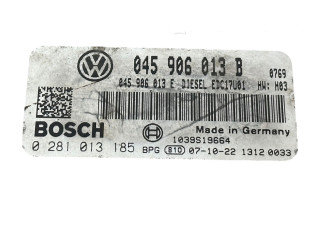 045 906 013 B
045 906 013 E DIESEL EDC17U01
0769
HW: H03
BOSCH
Made in Germany
1039S19664
0 281 013 185 BPG 810 07-10-22 1312 0033